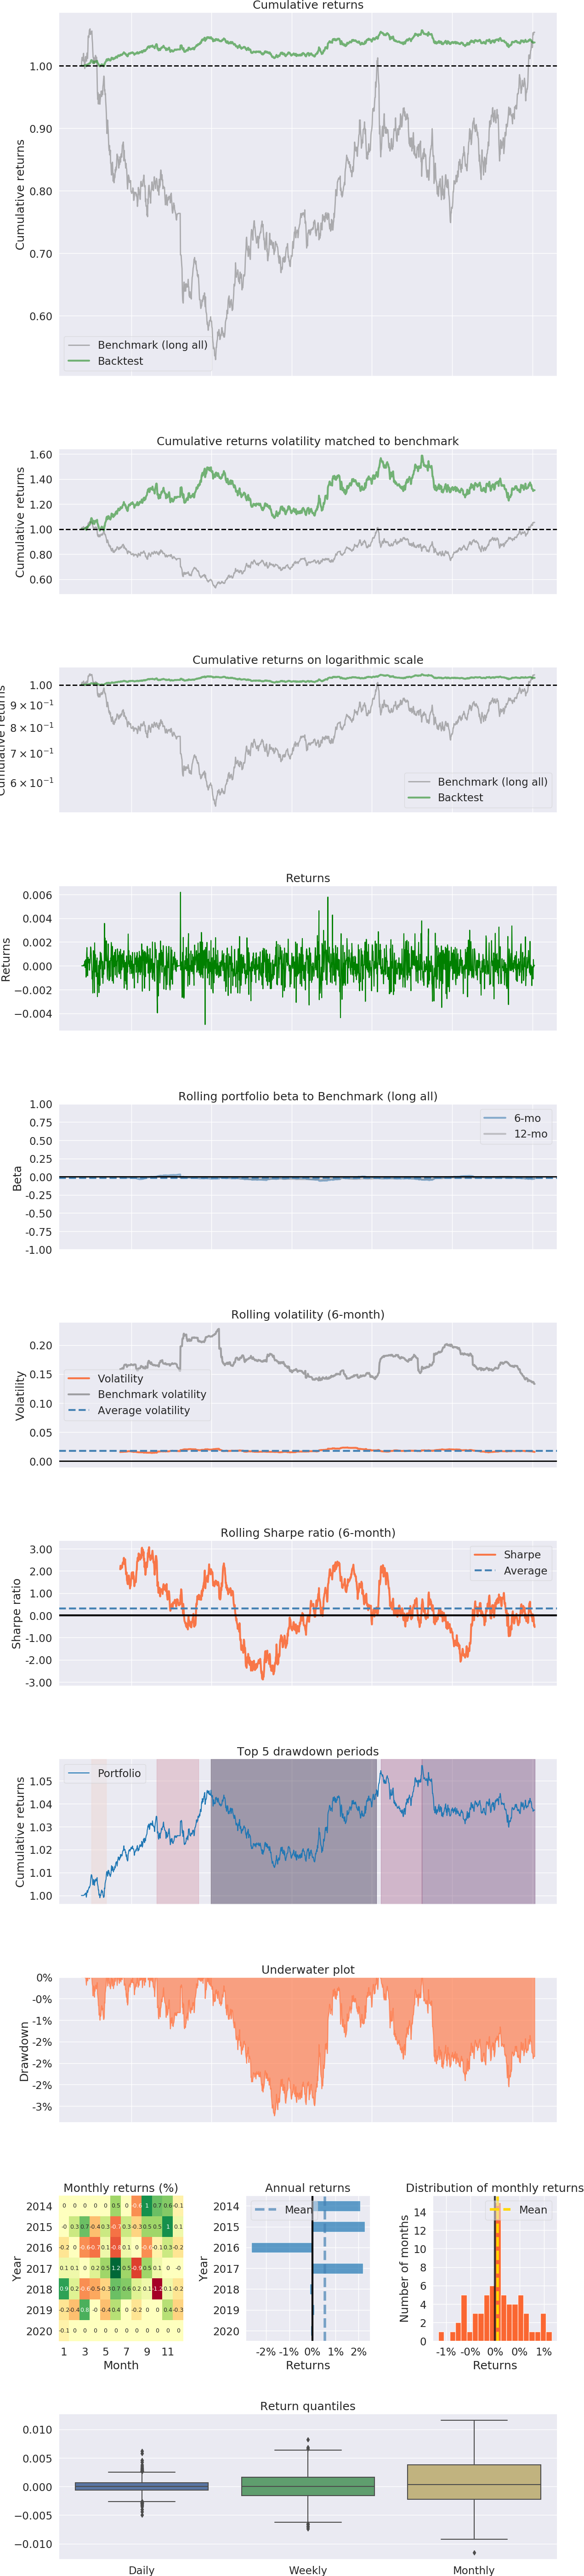 Cumulative returns
Cumulative returns
1.00
0.90
0.80
0.70
0.60
Benchmark (long all)
Backtest
Cumulative returns volatility matched to benchmark
Cumulative returns
1.60
1.40
1.20
1.00
0.80
0.60
Cumulative returns on logarithmic scale
Cumulative returns
1.00
9 × 10⁻¹
8 × 10⁻¹
7 × 10⁻¹
6 × 10⁻¹
Benchmark (long all)
Backtest
Returns
Returns
0.006
0.004
0.002
0.000
−0.002
−0.004
Rolling portfolio beta to Benchmark (long all)
Beta
1.00
0.75
0.50
0.25
0.00
-0.25
-0.50
-0.75
-1.00
6-mo
12-mo
Rolling volatility (6-month)
Volatility
0.20
0.15
0.10
0.05
0.00
Volatility
Benchmark volatility
Average volatility
Rolling Sharpe ratio (6-month)
Sharpe ratio
3.00
2.00
1.00
0.00
-1.00
-2.00
-3.00
Sharpe
Average
Top 5 drawdown periods
Cumulative returns
1.05
1.04
1.03
1.02
1.01
1.00
Portfolio
Underwater plot
Drawdown
0%
-0%
-1%
-2%
-2%
-2%
-3%
Monthly returns (%)
Year
2014
2015
2016
2017
2018
2019
2020
1 3 5 7 9 11
Month
Annual returns
Year
2014
2015
2016
2017
2018
2019
2020
Mean
-2% -1% 0% 1% 2%
Returns
Distribution of monthly returns
Number of months
14
12
10
8
6
4
2
0
Mean
-1% -0% 0% 0% 1%
Returns
Return quantiles
0.010
0.005
0.000
−0.005
−0.010
Daily Weekly Monthly